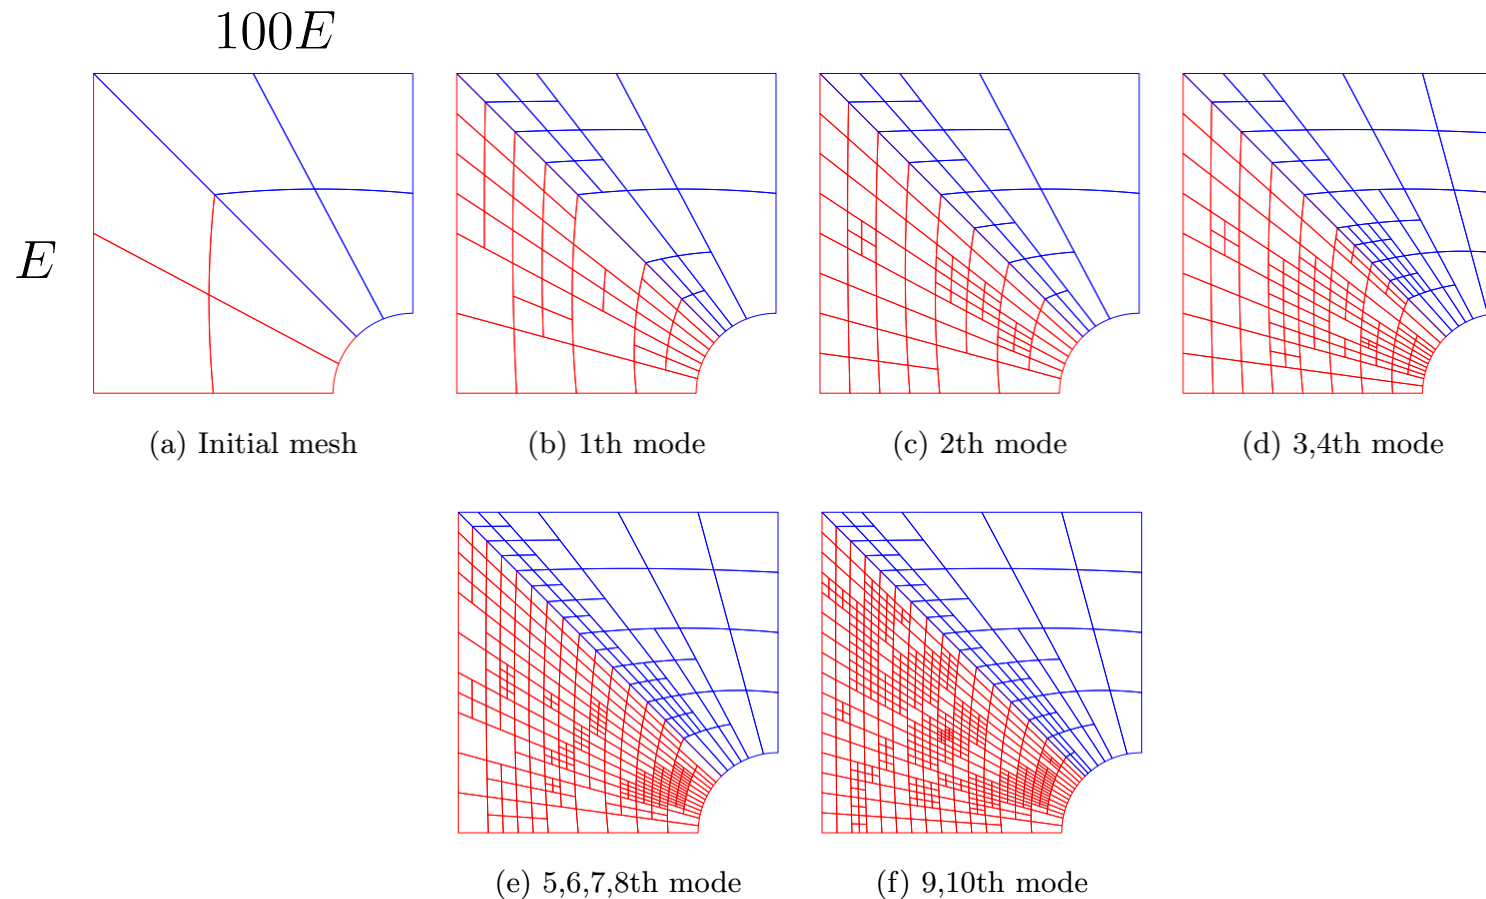 100E
E
(a) Initial mesh
(b) 1th mode
(c) 2th mode
(d) 3,4th mode
(e) 5,6,7,8th mode
(f) 9,10th mode